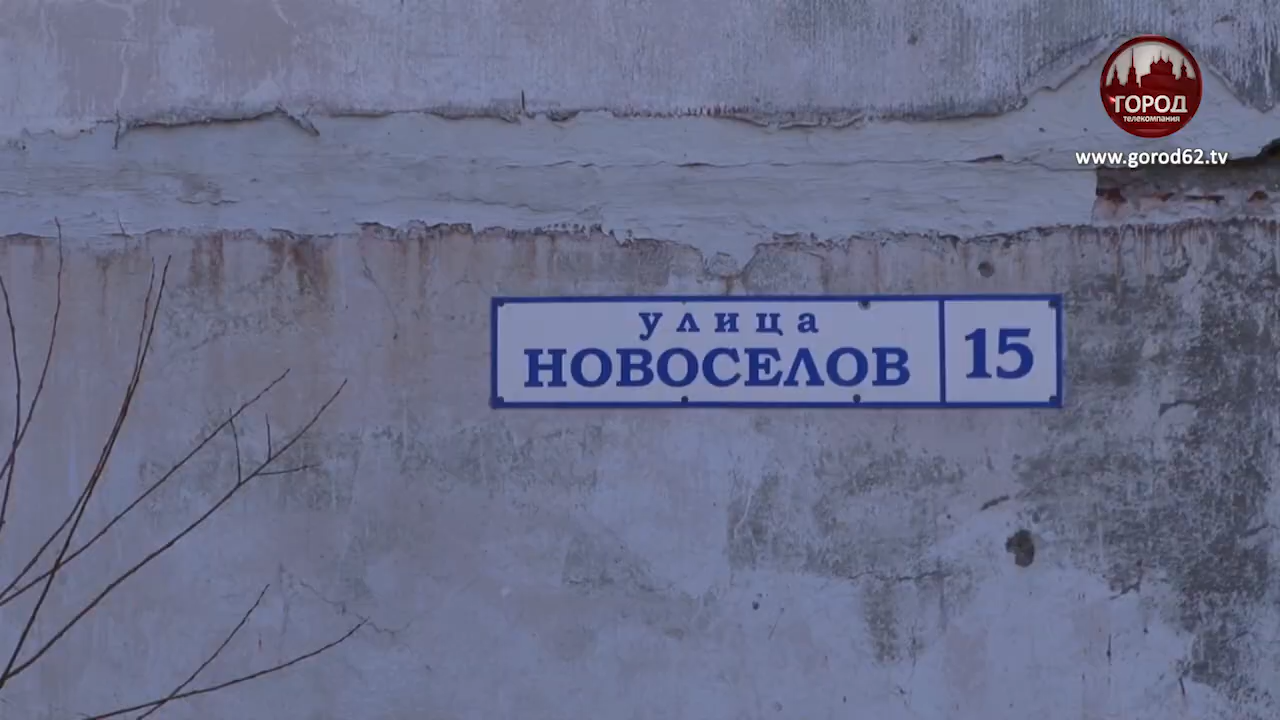 ГОРОД
телекомпания
www.gorod62.tv
улица
НОВОСЕЛОВ
15